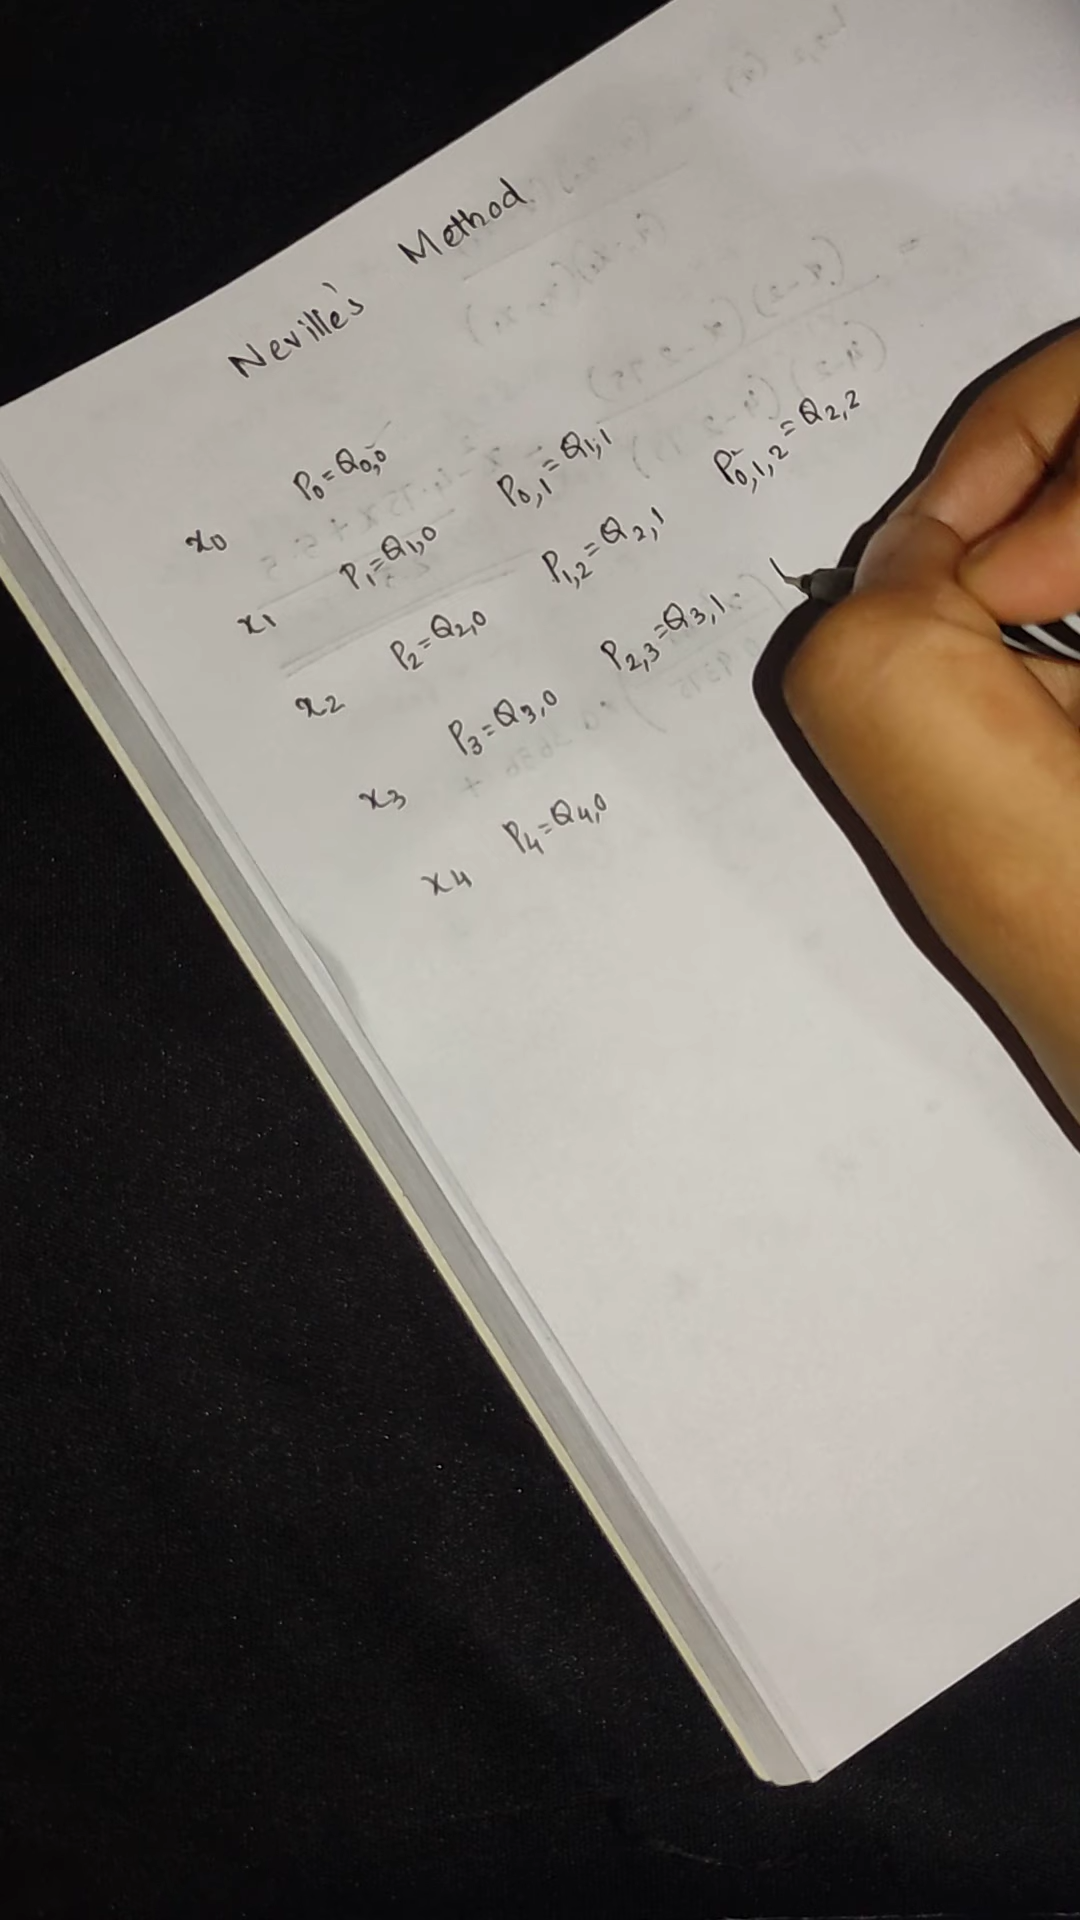 Neville's Method
x0 P0=Q0,0
x1 P1=Q1,0 P0,1=Q1,1
x2 P2=Q2,0 P1,2=Q2,1 P0,1,2=Q2,2
x3 P3=Q3,0 P2,3=Q3,1
x4 P4=Q4,0